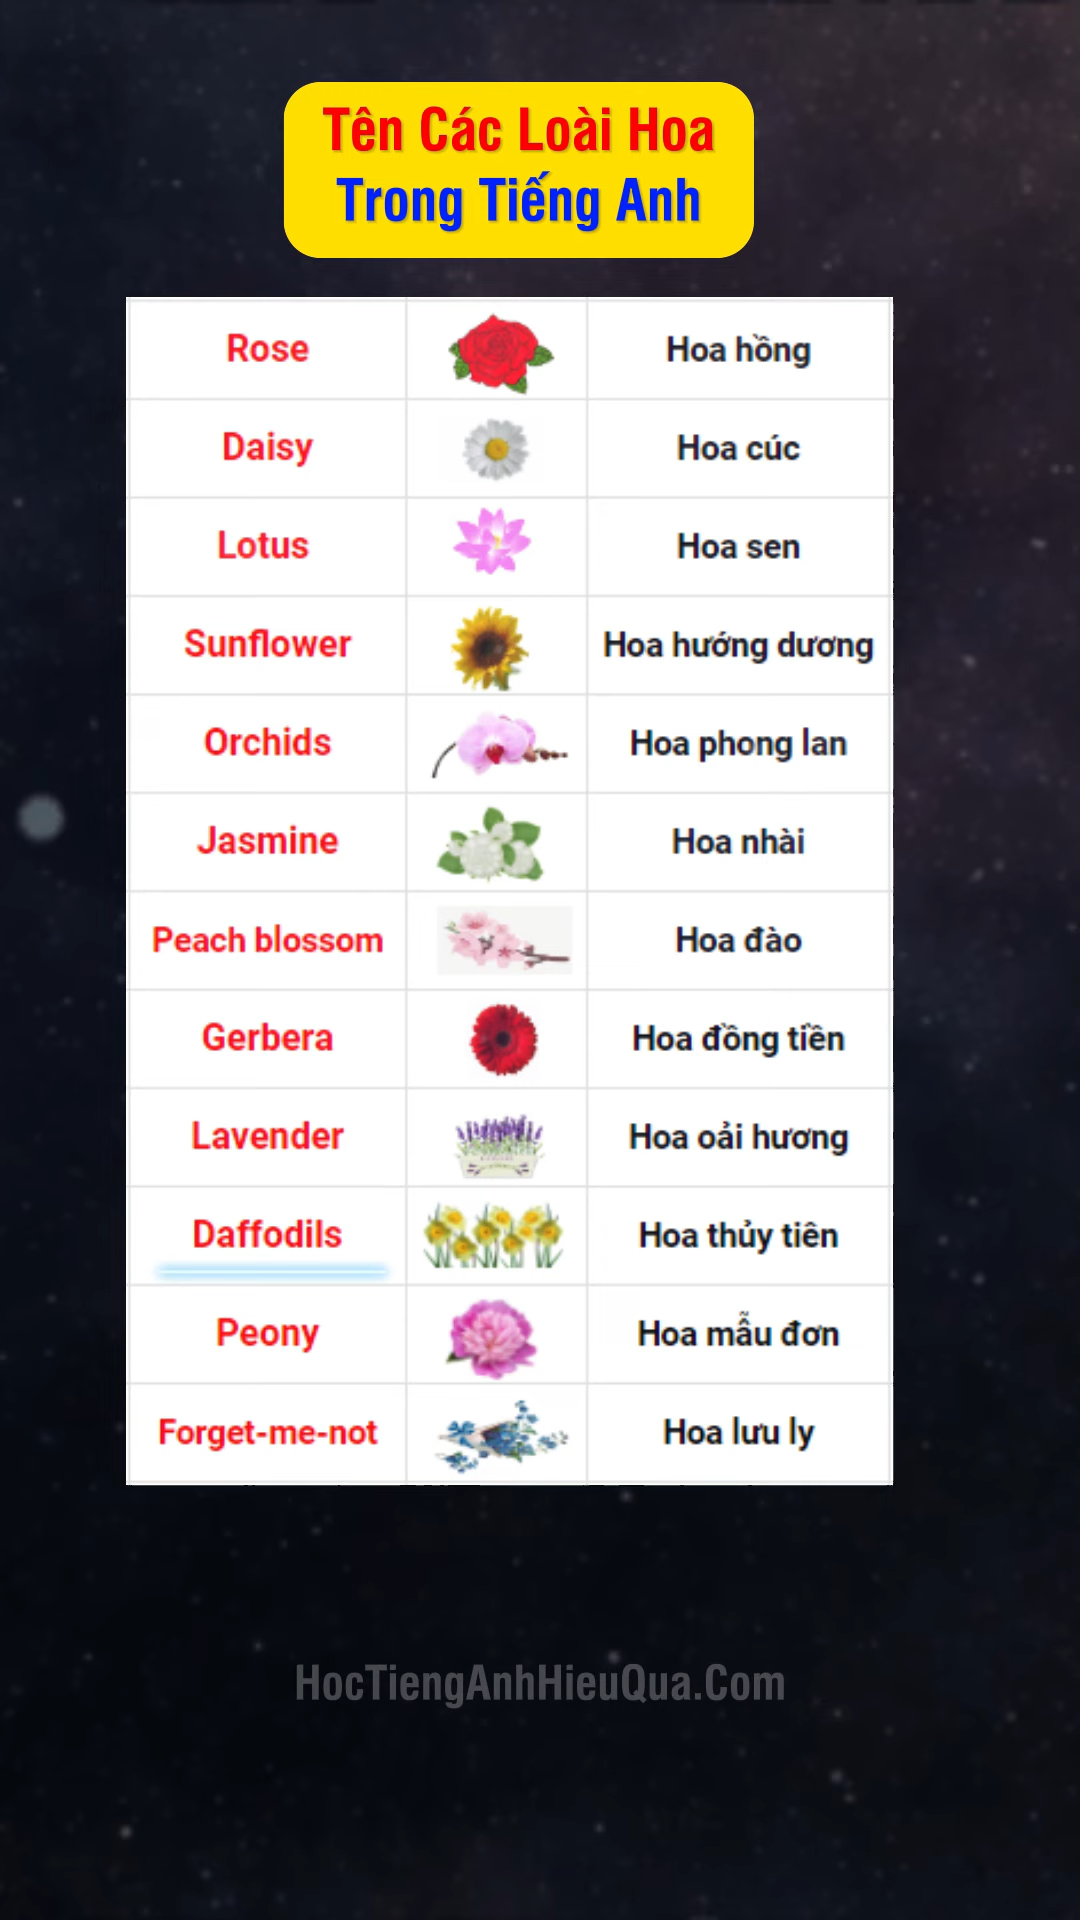 Tên Các Loài Hoa
Trong Tiếng Anh
Rose Hoa hồng
Daisy Hoa cúc
Lotus Hoa sen
Sunflower Hoa hướng dương
Orchids Hoa phong lan
Jasmine Hoa nhài
Peach blossom Hoa đào
Gerbera Hoa đồng tiền
Lavender Hoa oải hương
Daffodils Hoa thủy tiên
Peony Hoa mẫu đơn
Forget-me-not Hoa lưu ly
HocTiengAnhHieuQua.Com